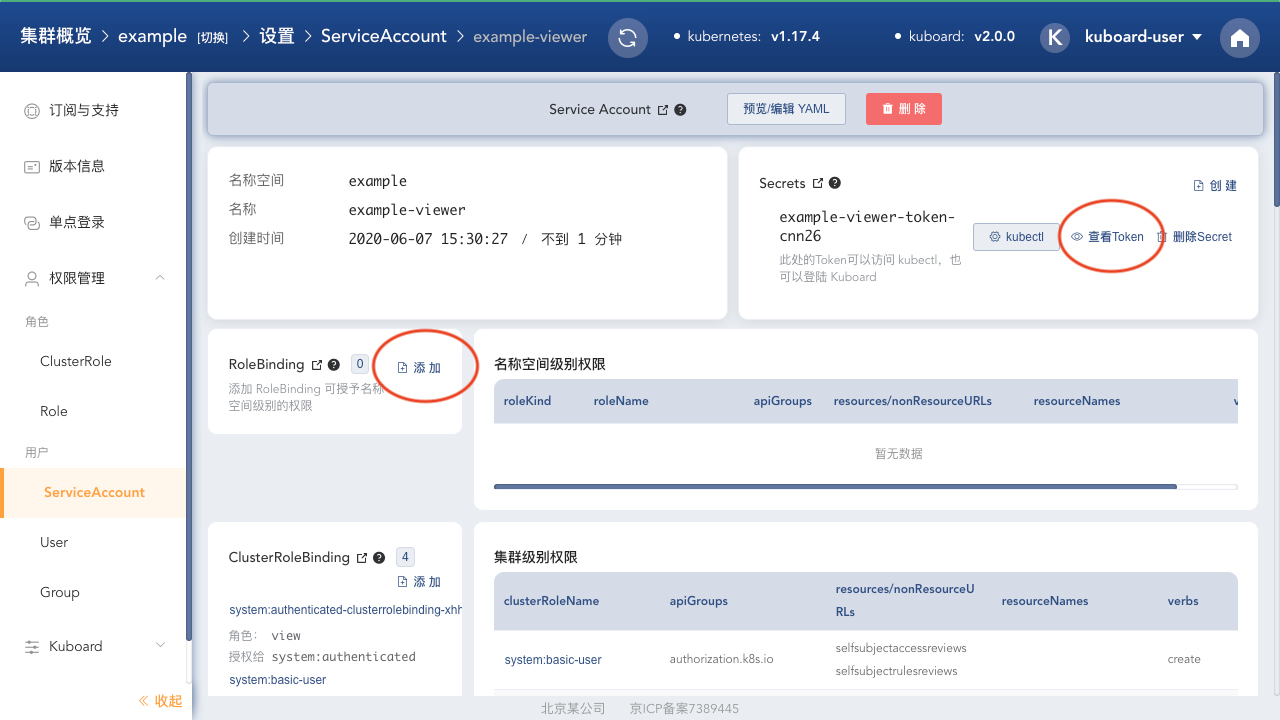 集群概览 > example [切换] > 设置 > ServiceAccount > example-viewer
kubernetes: v1.17.4
kuboard: v2.0.0
K kuboard-user
订阅与支持
版本信息
单点登录
权限管理
角色
ClusterRole
Role
用户
ServiceAccount
User
Group
Kuboard
« 收起
Service Account
预览/编辑 YAML
删 除
名称空间 example
名称 example-viewer
创建时间 2020-06-07 15:30:27 / 不到 1 分钟
Secrets
创 建
example-viewer-token-
cnn26
此处的Token可以访问 kubectl，也
可以登陆 Kuboard
kubectl
查看Token
删除Secret
RoleBinding 0
添 加
添加 RoleBinding 可授予名称
空间级别的权限
名称空间级别权限
roleKind roleName apiGroups resources/nonResourceURLs resourceNames
暂无数据
ClusterRoleBinding 4
添 加
system:authenticated-clusterrolebinding-xhh
角色: view
授权给 system:authenticated
system:basic-user
集群级别权限
clusterRoleName apiGroups resources/nonResourceU
RLs resourceNames verbs
system:basic-user authorization.k8s.io selfsubjectaccessreviews
selfsubjectrulesreviews create
北京某公司 京ICP备案7389445